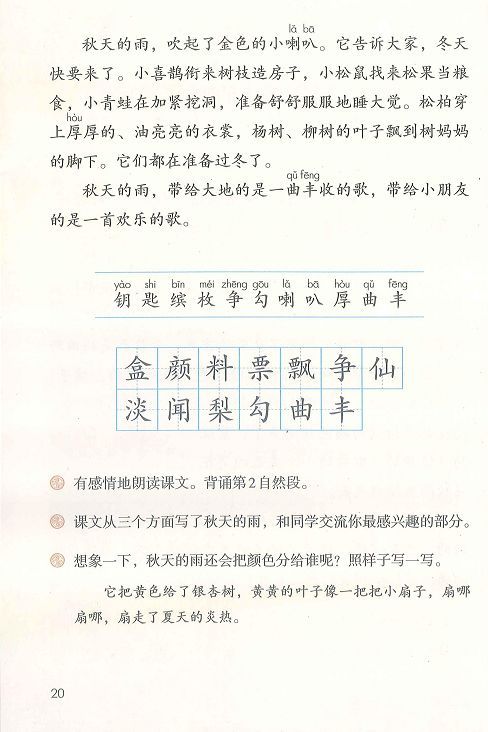 lǎ bā
秋天的雨，吹起了金色的小喇叭。它告诉大家，冬天
快要来了。小喜鹊衔来树枝造房子，小松鼠找来松果当粮
食，小青蛙在加紧挖洞，准备舒舒服服地睡大觉。松柏穿
hòu
上厚厚的、油亮亮的衣裳，杨树、柳树的叶子飘到树妈妈
的脚下。它们都在准备过冬了。
qǔ fēng
秋天的雨，带给大地的是一曲丰收的歌，带给小朋友
的是一首欢乐的歌。
yào shi bīn méi zhēng gōu lǎ bā hòu qǔ fēng
钥 匙 缤 枚 争 勾 喇 叭 厚 曲 丰
盒 颜 料 票 飘 争 仙
淡 闻 梨 勾 曲 丰
有感情地朗读课文。背诵第2自然段。
课文从三个方面写了秋天的雨，和同学交流你最感兴趣的部分。
想象一下，秋天的雨还会把颜色分给谁呢？照样子写一写。
它把黄色给了银杏树，黄黄的叶子像一把把小扇子，扇哪
扇哪，扇走了夏天的炎热。
20